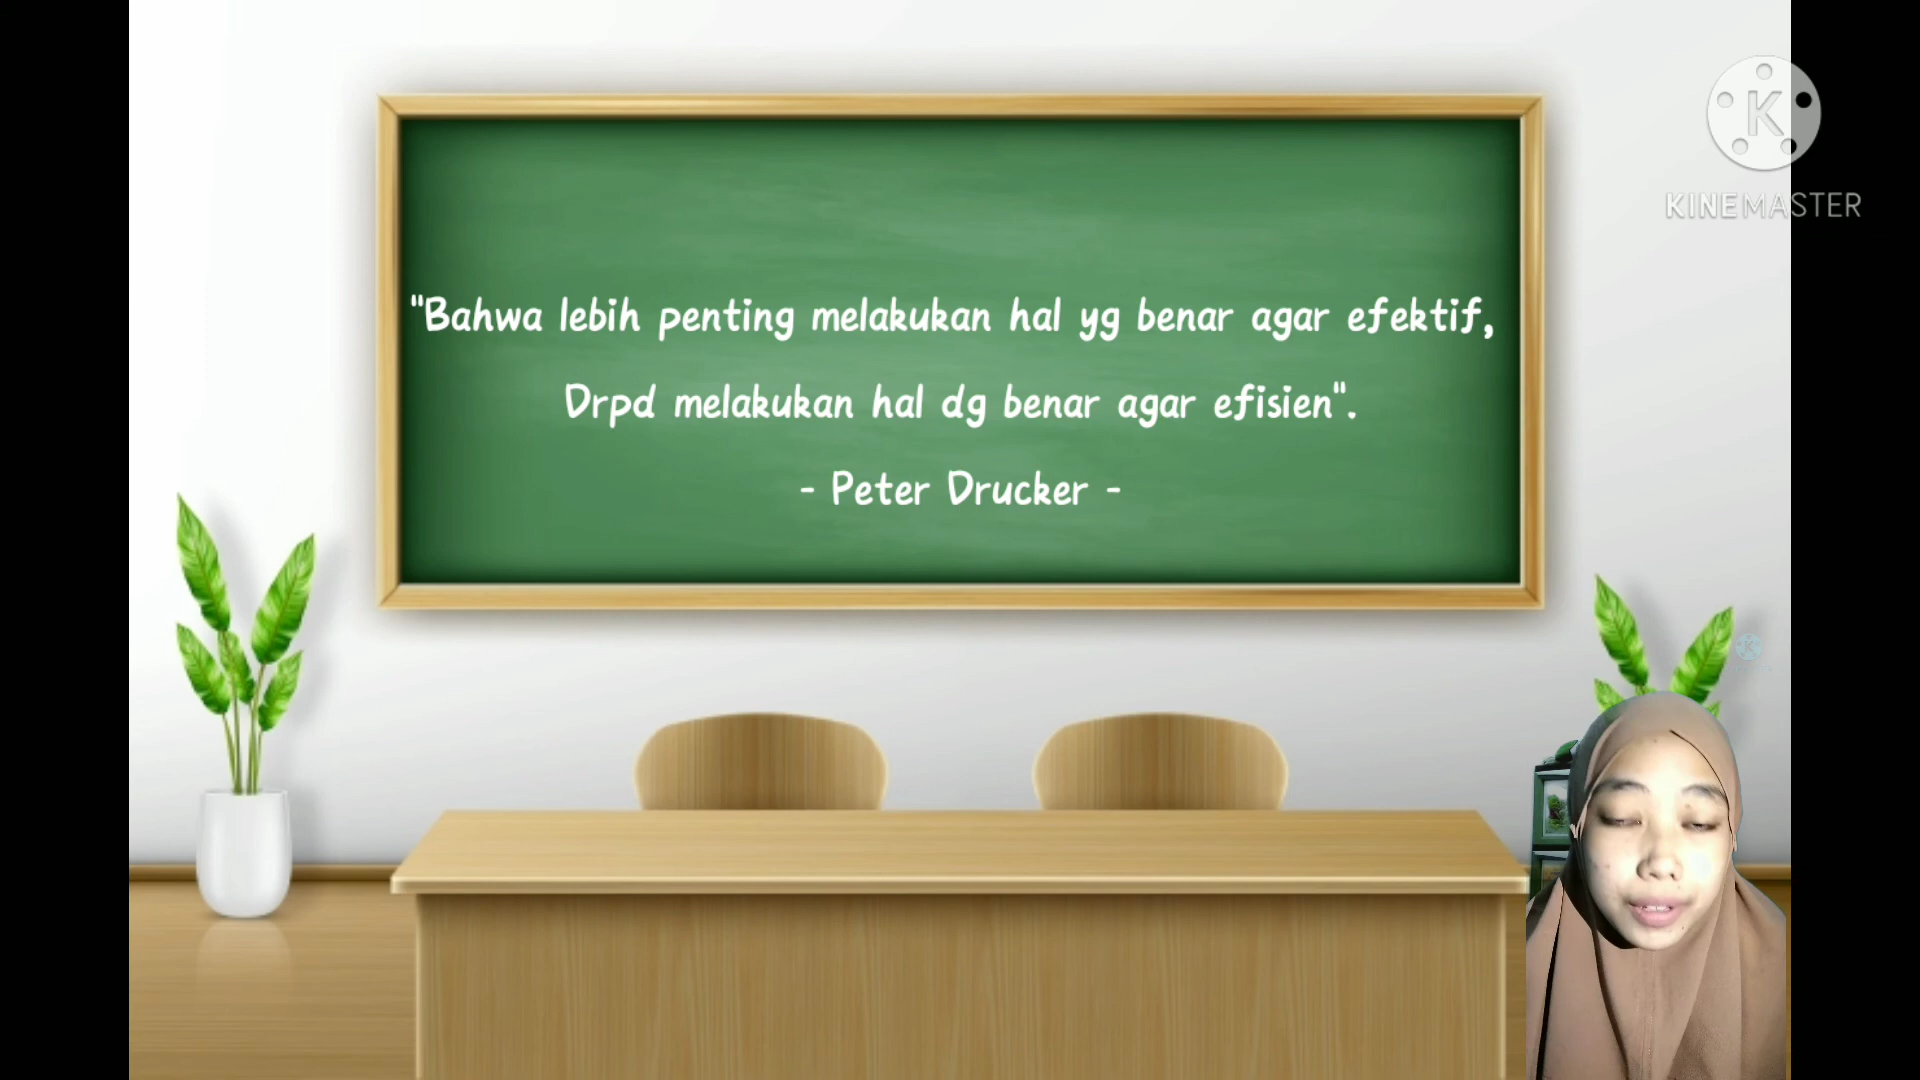 "Bahwa lebih penting melakukan hal yg benar agar efektif,
Drpd melakukan hal dg benar agar efisien".
- Peter Drucker -
K
KINEMASTER